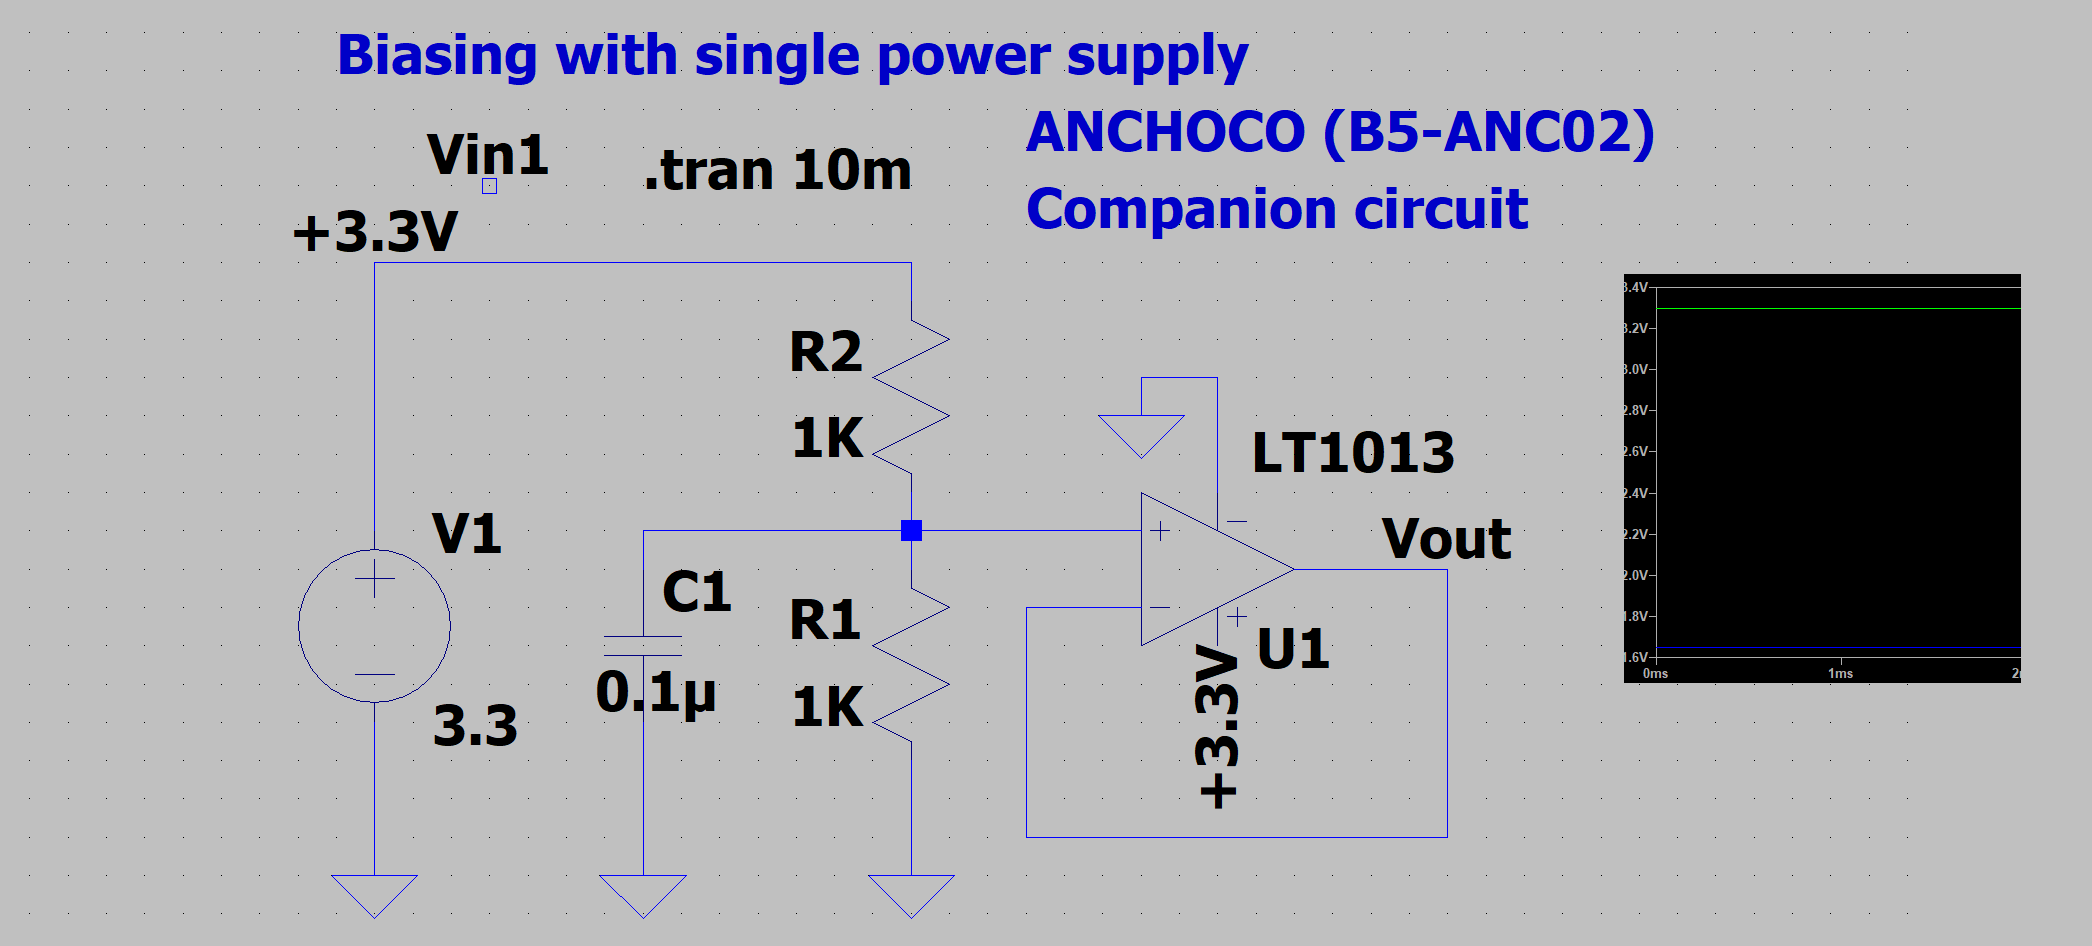 Biasing with single power supply
ANCHOCO (B5-ANC02)
Companion circuit
Vin1
.tran 10m
+3.3V
R2
1K
LT1013
V1
Vout
C1
R1
U1
0.1µ
1K
3.3
+3.3V
3.4V
3.2V
3.0V
2.8V
2.6V
2.4V
2.2V
2.0V
1.8V
1.6V
0ms
1ms